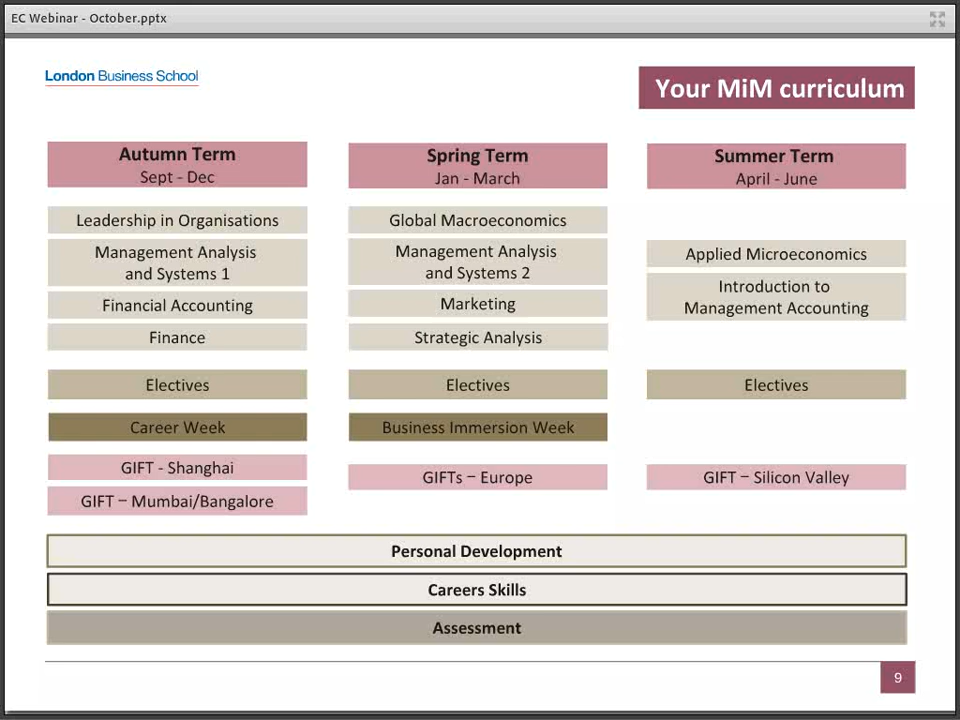 EC Webinar - October.pptx
London Business School
Your MiM curriculum
Autumn Term
Sept - Dec
Leadership in Organisations
Management Analysis
and Systems 1
Financial Accounting
Finance
Electives
Career Week
GIFT - Shanghai
GIFT – Mumbai/Bangalore
Spring Term
Jan - March
Global Macroeconomics
Management Analysis
and Systems 2
Marketing
Strategic Analysis
Electives
Business Immersion Week
GIFTs – Europe
Summer Term
April - June
Applied Microeconomics
Introduction to
Management Accounting
Electives
GIFT – Silicon Valley
Personal Development
Careers Skills
Assessment
9